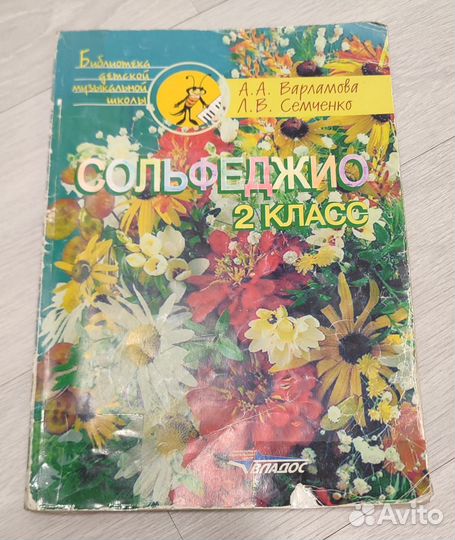 Библиотека
детской
музыкальной
школы
А.А. Варламова
Л.В. Семченко
СОЛЬФЕДЖИО
2 КЛАСС
ВЛАДОС
Avito